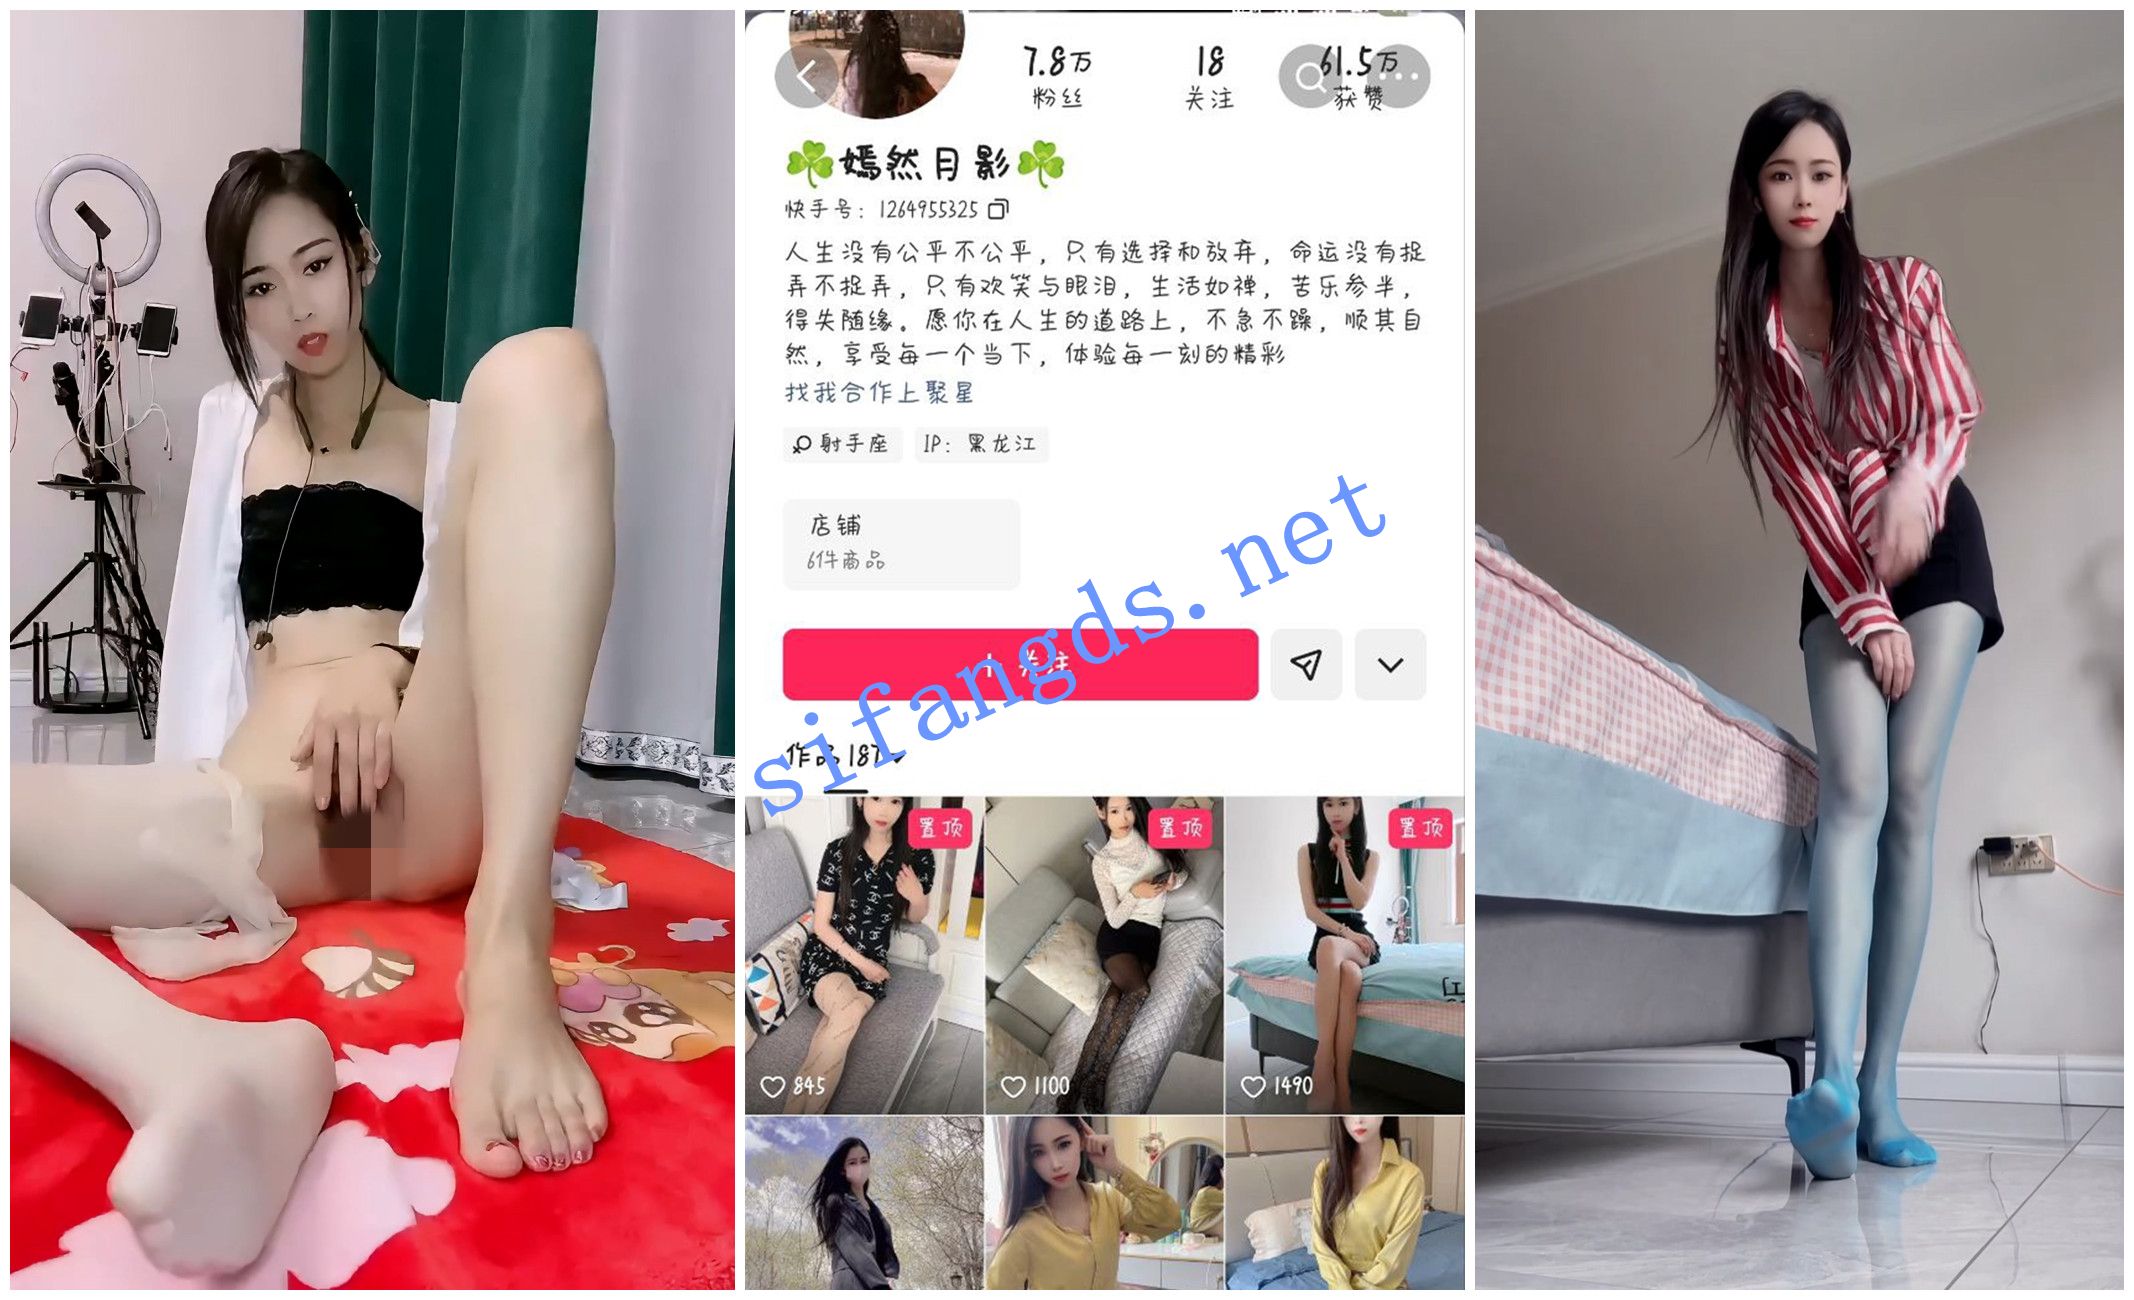 7.8万
粉丝
18
关注
61.5万
获赞
嫣然月影
快手号：1264955325
人生没有公平不公平，只有选择和放弃，命运没有捉
弄不捉弄，只有欢笑与眼泪，生活如禅，苦乐参半，
得失随缘。愿你在人生的道路上，不急不躁，顺其自
然，享受每一个当下，体验每一刻的精彩
找我合作上聚星
射手座
IP：黑龙江
店铺
6件商品
+ 关注
sifangds.net
作品 187
置顶
置顶
置顶
845
1100
1490